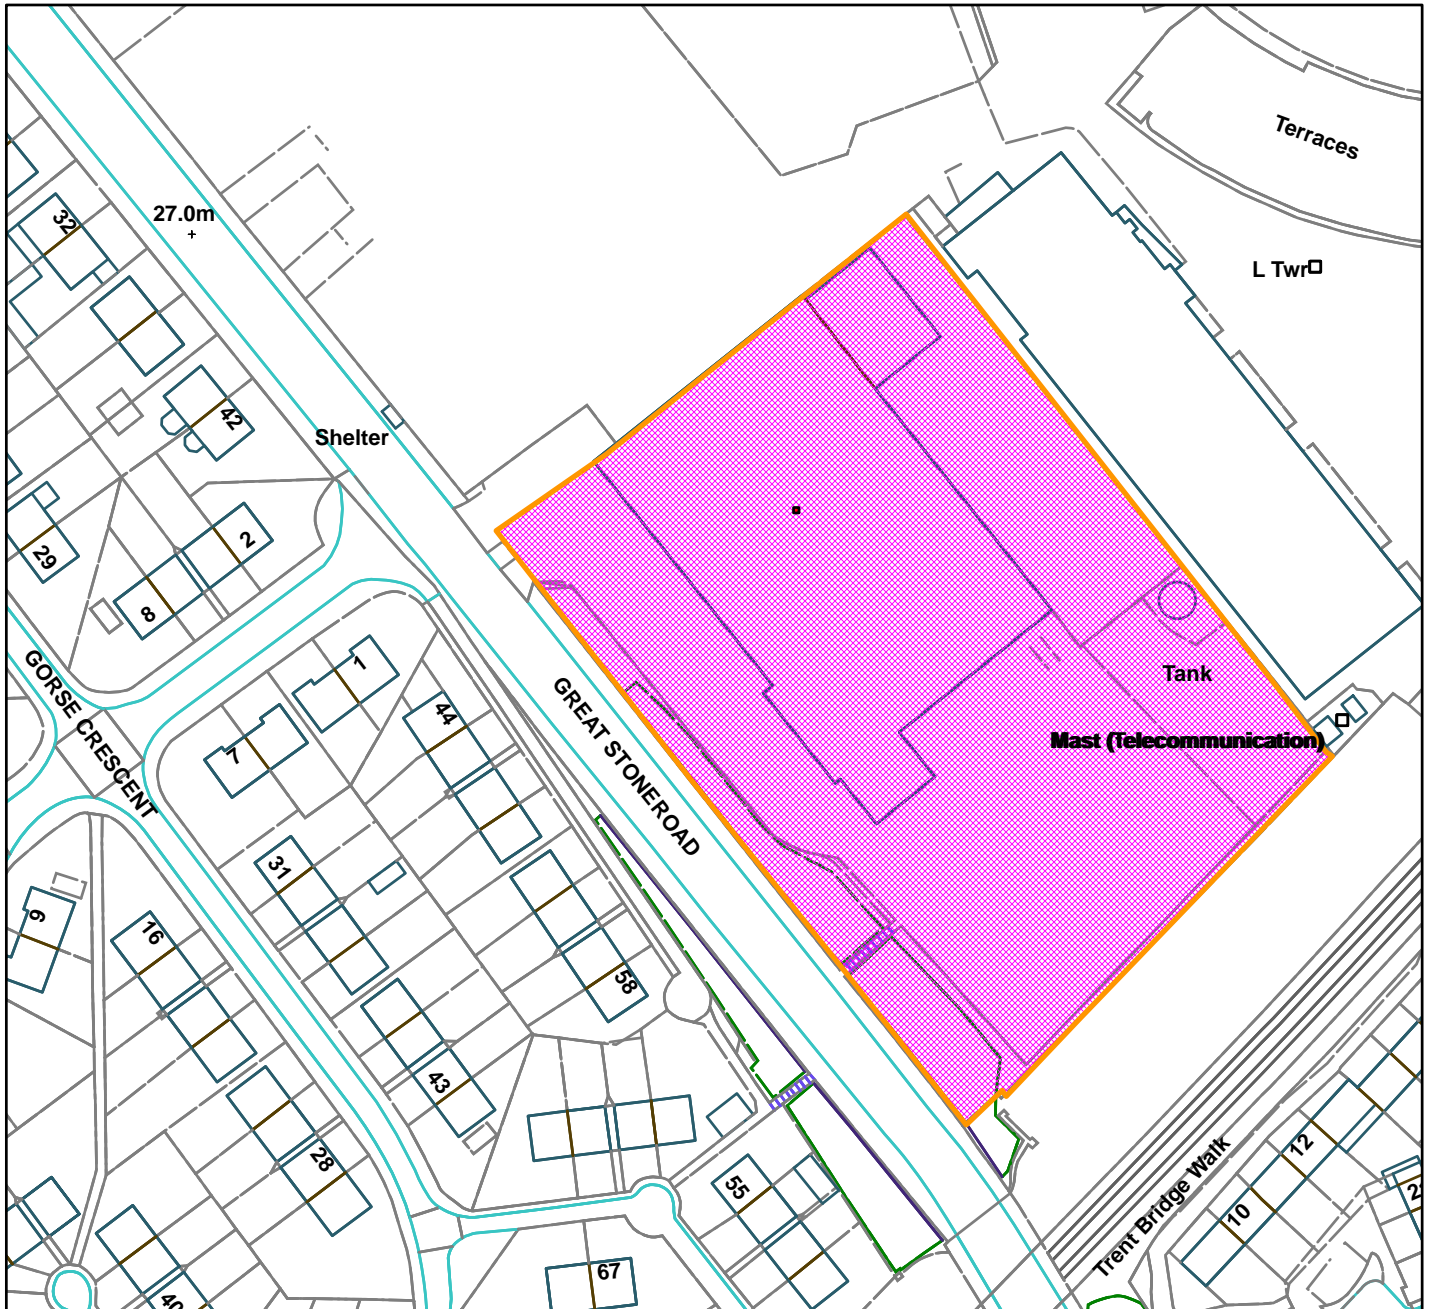 Terraces
32
27.0m
L Twr
42
Shelter
2
29
8
GORSE CRESCENT
1
Tank
GREAT STONEROAD
44
7
Mast (Telecommunication)
31
9
16
58
43
12
28
55
10
Trent Bridge Walk
67
40